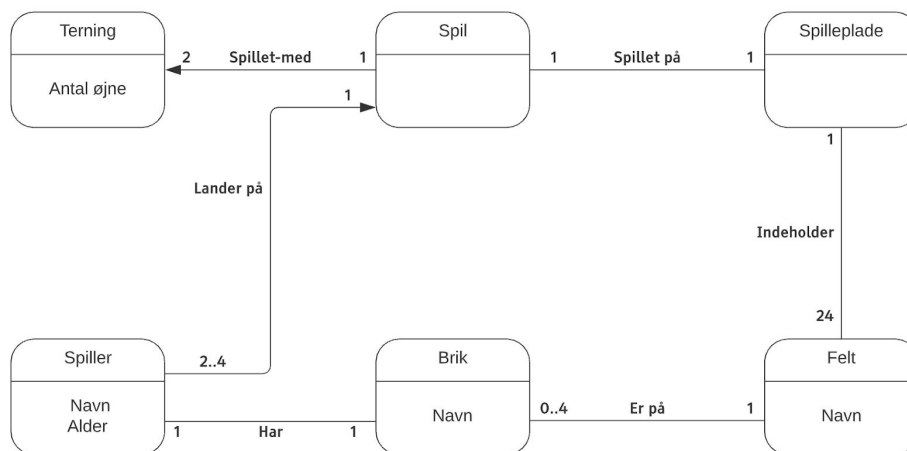 Terning
Spil
Spilleplade
2
Spillet-med
1
1
Spillet på
1
Antal øjne
1
1
Lander på
Indeholder
24
Spiller
2..4
Brik
Felt
Navn
Alder
Navn
0..4
Er på
1
Navn
1
Har
1